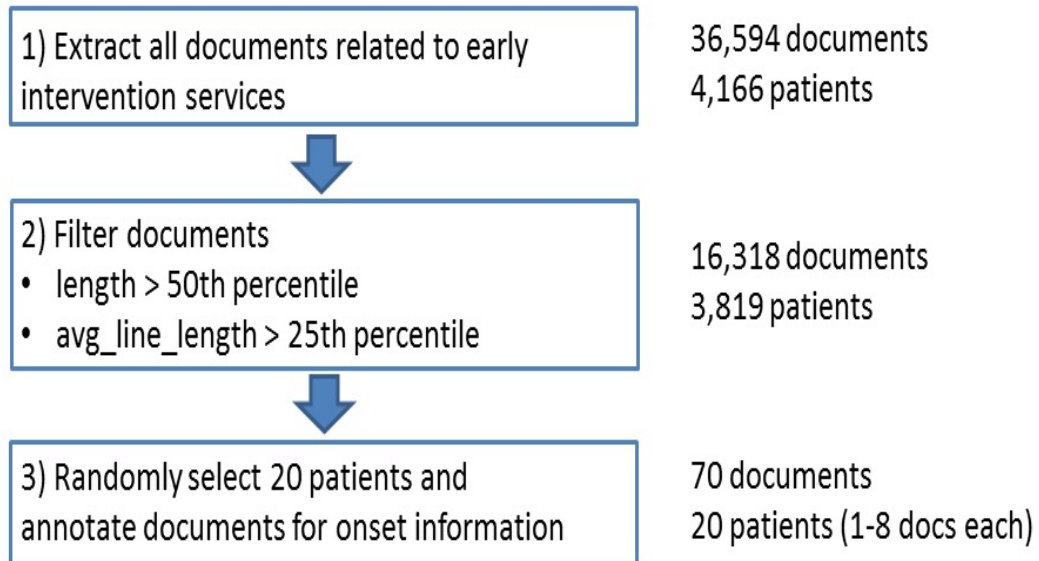 1) Extract all documents related to early
intervention services
36,594 documents
4,166 patients
2) Filter documents
• length > 50th percentile
• avg_line_length > 25th percentile
16,318 documents
3,819 patients
3) Randomly select 20 patients and
annotate documents for onset information
70 documents
20 patients (1-8 docs each)